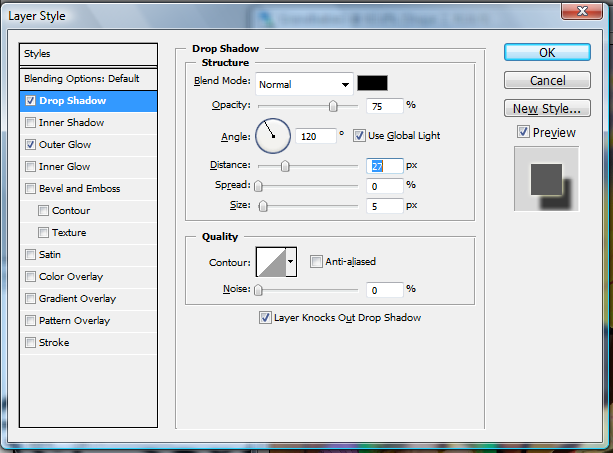 Layer Style
Styles
Blending Options: Default
Drop Shadow
Inner Shadow
Outer Glow
Inner Glow
Bevel and Emboss
Contour
Texture
Satin
Color Overlay
Gradient Overlay
Pattern Overlay
Stroke
Drop Shadow
Structure
Blend Mode: Normal
Opacity: 75 %
Angle: 120 ° Use Global Light
Distance: 27 px
Spread: 0 %
Size: 5 px
Quality
Contour: Anti-aliased
Noise: 0 %
Layer Knocks Out Drop Shadow
OK
Cancel
New Style...
Preview